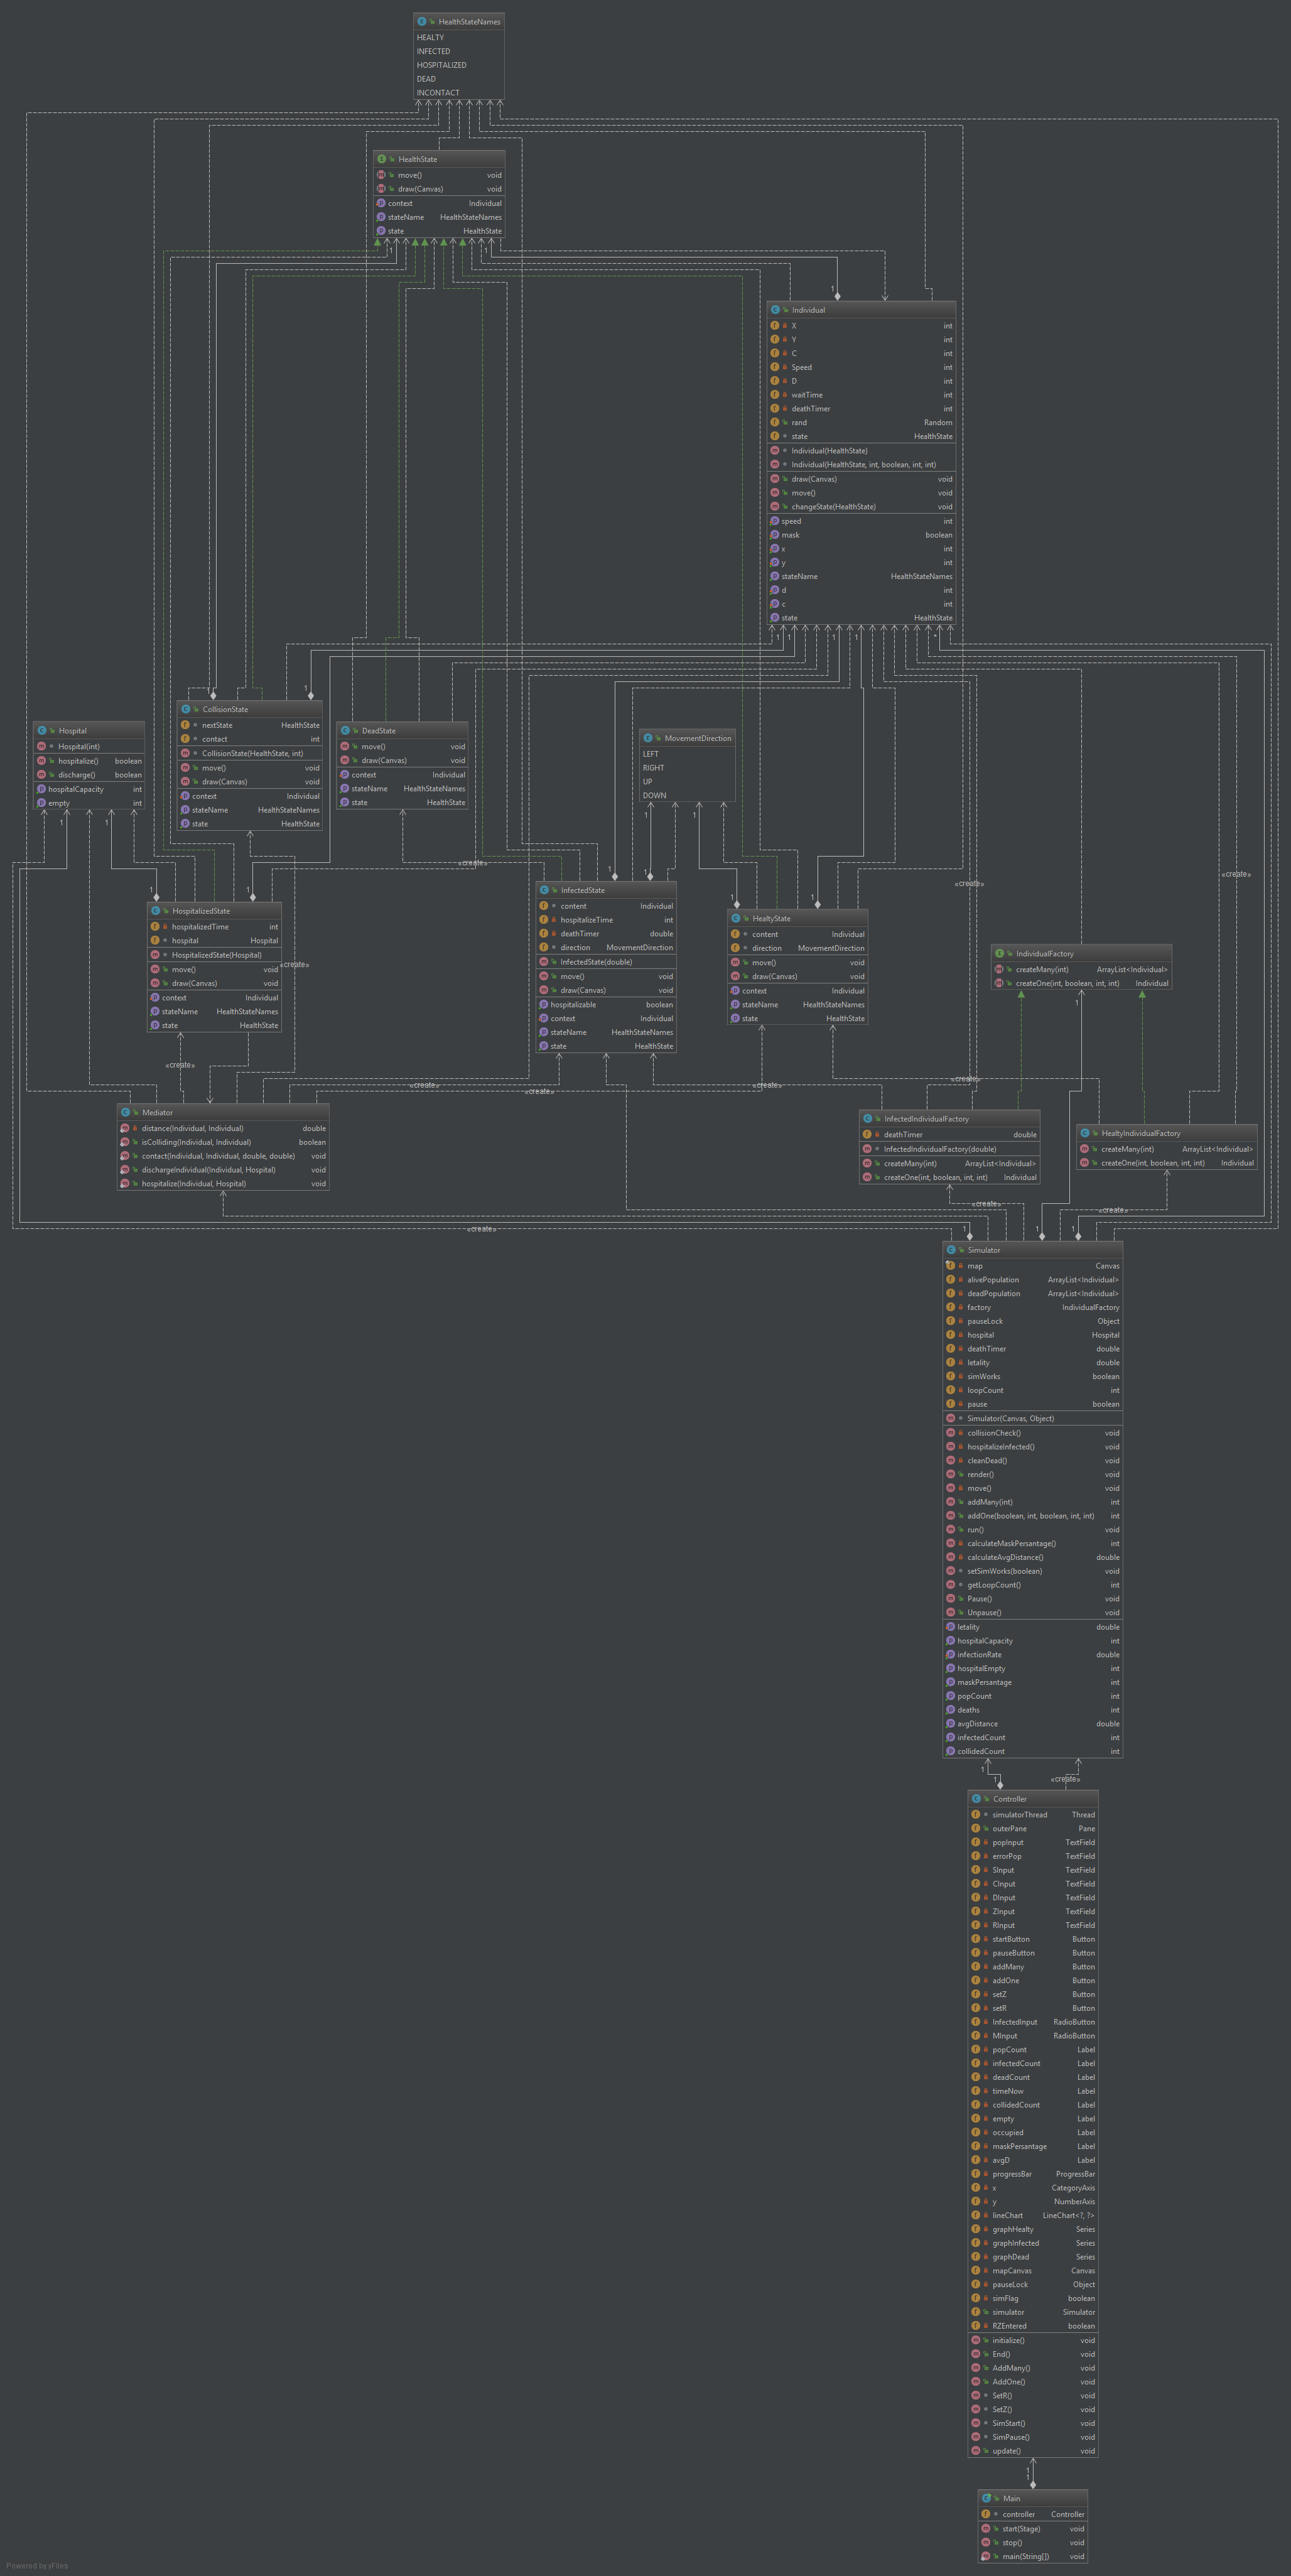 HealthStateNames
HEALTY
INFECTED
HOSPITALIZED
DEAD
INCONTACT
HealthState
move() void
draw(Canvas) void
context Individual
stateName HealthStateNames
state HealthState
1
1
1
Individual
X int
Y int
C int
Speed int
D int
waitTime int
deathTimer int
rand Random
state HealthState
Individual(HealthState)
Individual(HealthState, int, boolean, int, int)
draw(Canvas) void
move() void
changeState(HealthState) void
speed int
mask boolean
x int
y int
stateName HealthStateNames
d int
c int
state HealthState
1 1 1 1 1 *
CollisionState
nextState HealthState
contact int
CollisionState(HealthState, int)
move() void
draw(Canvas) void
context Individual
stateName HealthStateNames
state HealthState
Hospital
Hospital(int)
hospitalize() boolean
discharge() boolean
hospitalCapacity int
empty int
DeadState
move() void
draw(Canvas) void
context Individual
stateName HealthStateNames
state HealthState
MovementDirection
LEFT
RIGHT
UP
DOWN
«create»
«create»
«create»
InfectedState
content Individual
hospitalizeTime int
deathTimer double
direction MovementDirection
InfectedState(double)
move() void
draw(Canvas) void
hospitalizable boolean
context Individual
stateName HealthStateNames
state HealthState
HospitalizedState
hospitalizedTime int
hospital Hospital
HospitalizedState(Hospital)
move() void
draw(Canvas) void
context Individual
stateName HealthStateNames
state HealthState
HealtyState
content Individual
direction MovementDirection
move() void
draw(Canvas) void
context Individual
stateName HealthStateNames
state HealthState
IndividualFactory
createMany(int) ArrayList<Individual>
createOne(int, boolean, int, int) Individual
«create»
«create»
«create»
«create»
«create»
«create»
Mediator
distance(Individual, Individual) double
isColliding(Individual, Individual) boolean
contact(Individual, Individual, double, double) void
dischargeIndividual(Individual, Hospital) void
hospitalize(Individual, Hospital) void
InfectedIndividualFactory
deathTimer double
InfectedIndividualFactory(double)
createMany(int) ArrayList<Individual>
createOne(int, boolean, int, int) Individual
HealtyIndividualFactory
createMany(int) ArrayList<Individual>
createOne(int, boolean, int, int) Individual
«create»
«create»
«create»
1 1 1
Simulator
map Canvas
alivePopulation ArrayList<Individual>
deadPopulation ArrayList<Individual>
factory IndividualFactory
pauseLock Object
hospital Hospital
deathTimer double
letality double
simWorks boolean
loopCount int
pause boolean
Simulator(Canvas, Object)
collisionCheck() void
hospitalizeInfected() void
cleanDead() void
render() void
move() void
addMany(int) int
addOne(boolean, int, boolean, int, int) int
run() void
calculateMaskPersantage() int
calculateAvgDistance() double
setSimWorks(boolean) void
getLoopCount() int
Pause() void
Unpause() void
letality double
hospitalCapacity int
infectionRate double
hospitalEmpty int
maskPersantage int
popCount int
deaths int
avgDistance double
infectedCount int
collidedCount int
1
1
«create»
Controller
simulatorThread Thread
outerPane Pane
popInput TextField
errorPop TextField
SInput TextField
CInput TextField
DInput TextField
ZInput TextField
RInput TextField
startButton Button
pauseButton Button
addMany Button
addOne Button
setZ Button
setR Button
InfectedInput RadioButton
MInput RadioButton
popCount Label
infectedCount Label
deadCount Label
timeNow Label
collidedCount Label
empty Label
occupied Label
maskPersantage Label
avgD Label
progressBar ProgressBar
x CategoryAxis
y NumberAxis
lineChart LineChart<?, ?>
graphHealty Series
graphInfected Series
graphDead Series
mapCanvas Canvas
pauseLock Object
simFlag boolean
simulator Simulator
RZEntered boolean
initialize() void
End() void
AddMany() void
AddOne() void
SetR() void
SetZ() void
SimStart() void
SimPause() void
update() void
1
1
Main
controller Controller
start(Stage) void
stop() void
main(String[]) void
Powered by yFiles